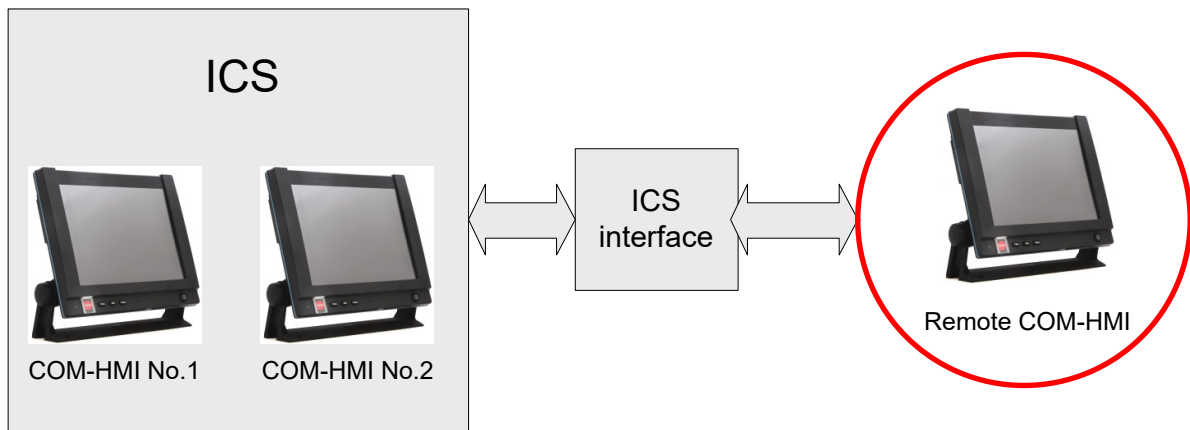 ICS
COM-HMI No.1
COM-HMI No.2
ICS
interface
Remote COM-HMI